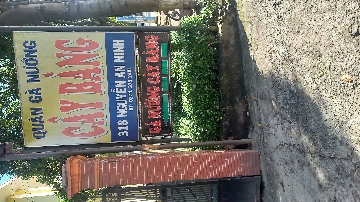 QUÁN GÀ NƯỚNG
CÂY BÀNG
318 NGUYỄN AN NINH
GÀ NƯỚNG CÂY BÀNG